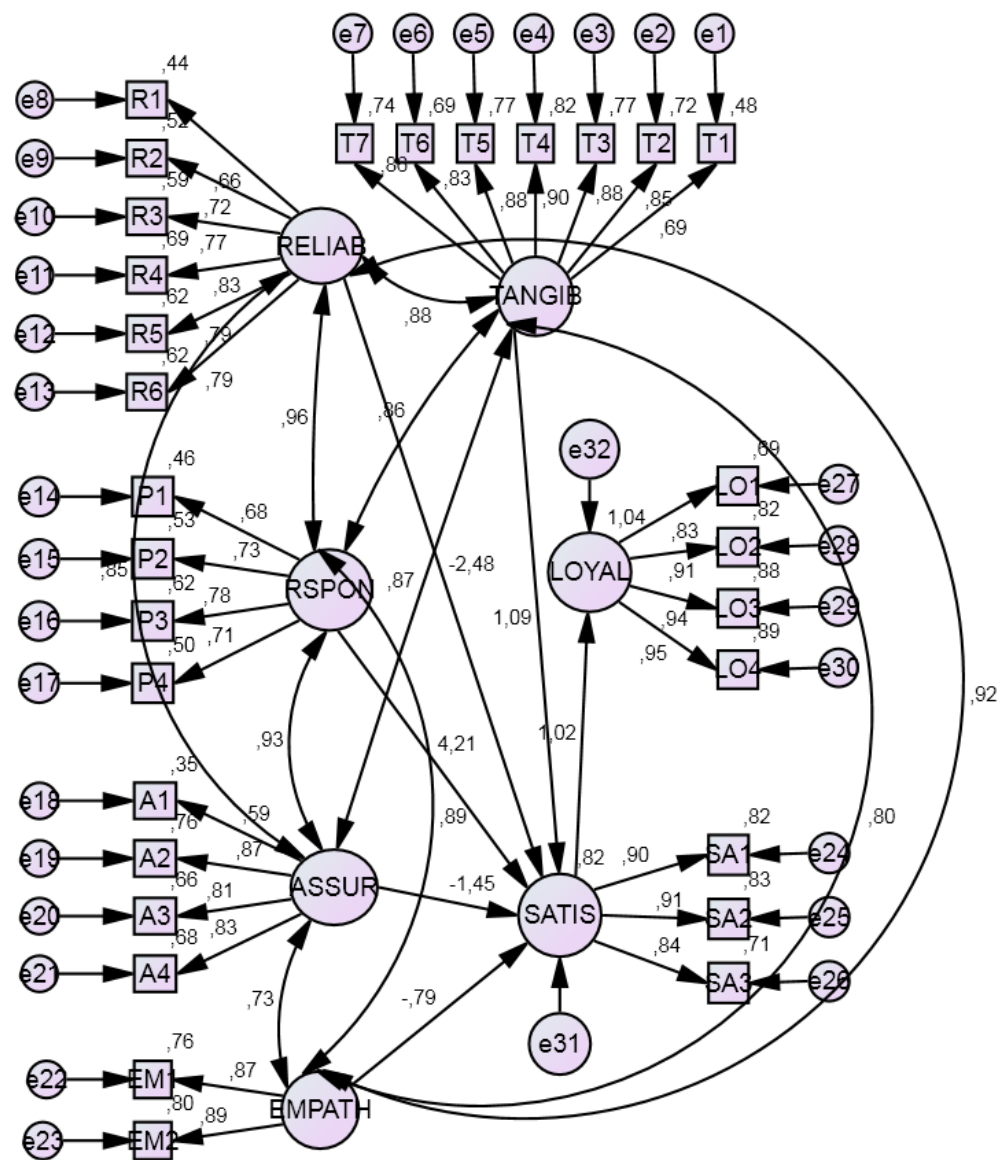 e7 e6 e5 e4 e3 e2 e1
,74 ,69 ,77 ,82 ,77 ,72 ,48
T7 T6 T5 T4 T3 T2 T1
,86 ,83 ,88 ,90 ,88 ,85 ,69
TANGIB
,44
e8 R1
,52
e9 R2 ,66
,59
e10 R3 ,72
,69
e11 R4 ,77
,62
e12 R5 ,83
,62
e13 R6 ,79
,79
RELIAB
,88
,96 ,86
,46
e14 P1 ,68
,53
e15 P2 ,73
,62
e16 P3 ,78
,50
e17 P4 ,71
,85
RSPON
,87 -2,48 1,09
e32
LOYAL
1,04
,69
LO1 e27
,83 ,82
LO2 e28
,91 ,88
LO3 e29
,94 ,89
LO4 e30
,95
,92
,93 4,21 1,02
,35
e18 A1 ,59
,76
e19 A2 ,87
,66
e20 A3 ,81
,68
e21 A4 ,83
ASSUR
,89 -1,45
,82
SATIS
,90 ,82
SA1 e24
,91 ,83
SA2 e25
,84 ,71
SA3 e26
,80
,73 -,79
e31
,76
e22 EM1 ,87
,80
e23 EM2 ,89
EMPATH